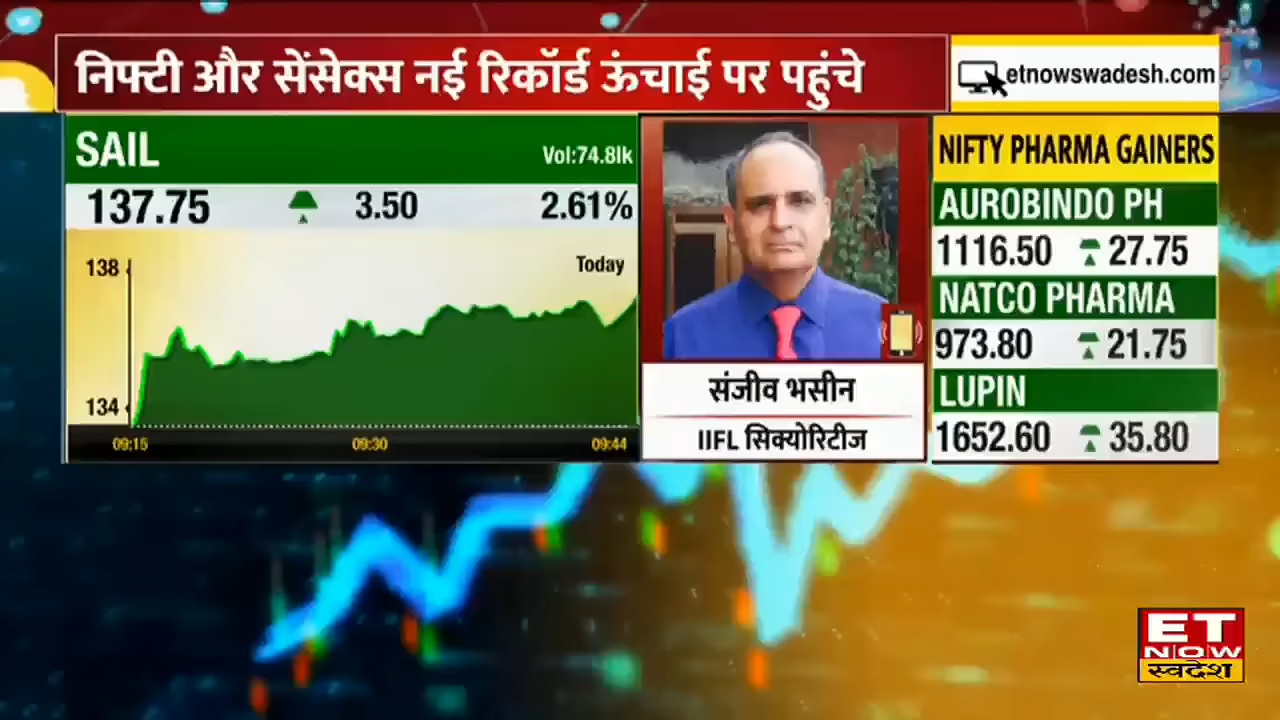 निफ्टी और सेंसेक्स नई रिकॉर्ड ऊंचाई पर पहुंचे
etnowswadesh.com
SAIL
Vol:74.8lk
137.75 3.50 2.61%
138
Today
134
09:15 09:30 09:44
संजीव भसीन
IIFL सिक्योरिटीज
NIFTY PHARMA GAINERS
AUROBINDO PH
1116.50 27.75
NATCO PHARMA
973.80 21.75
LUPIN
1652.60 35.80
ET
NOW
स्वदेश